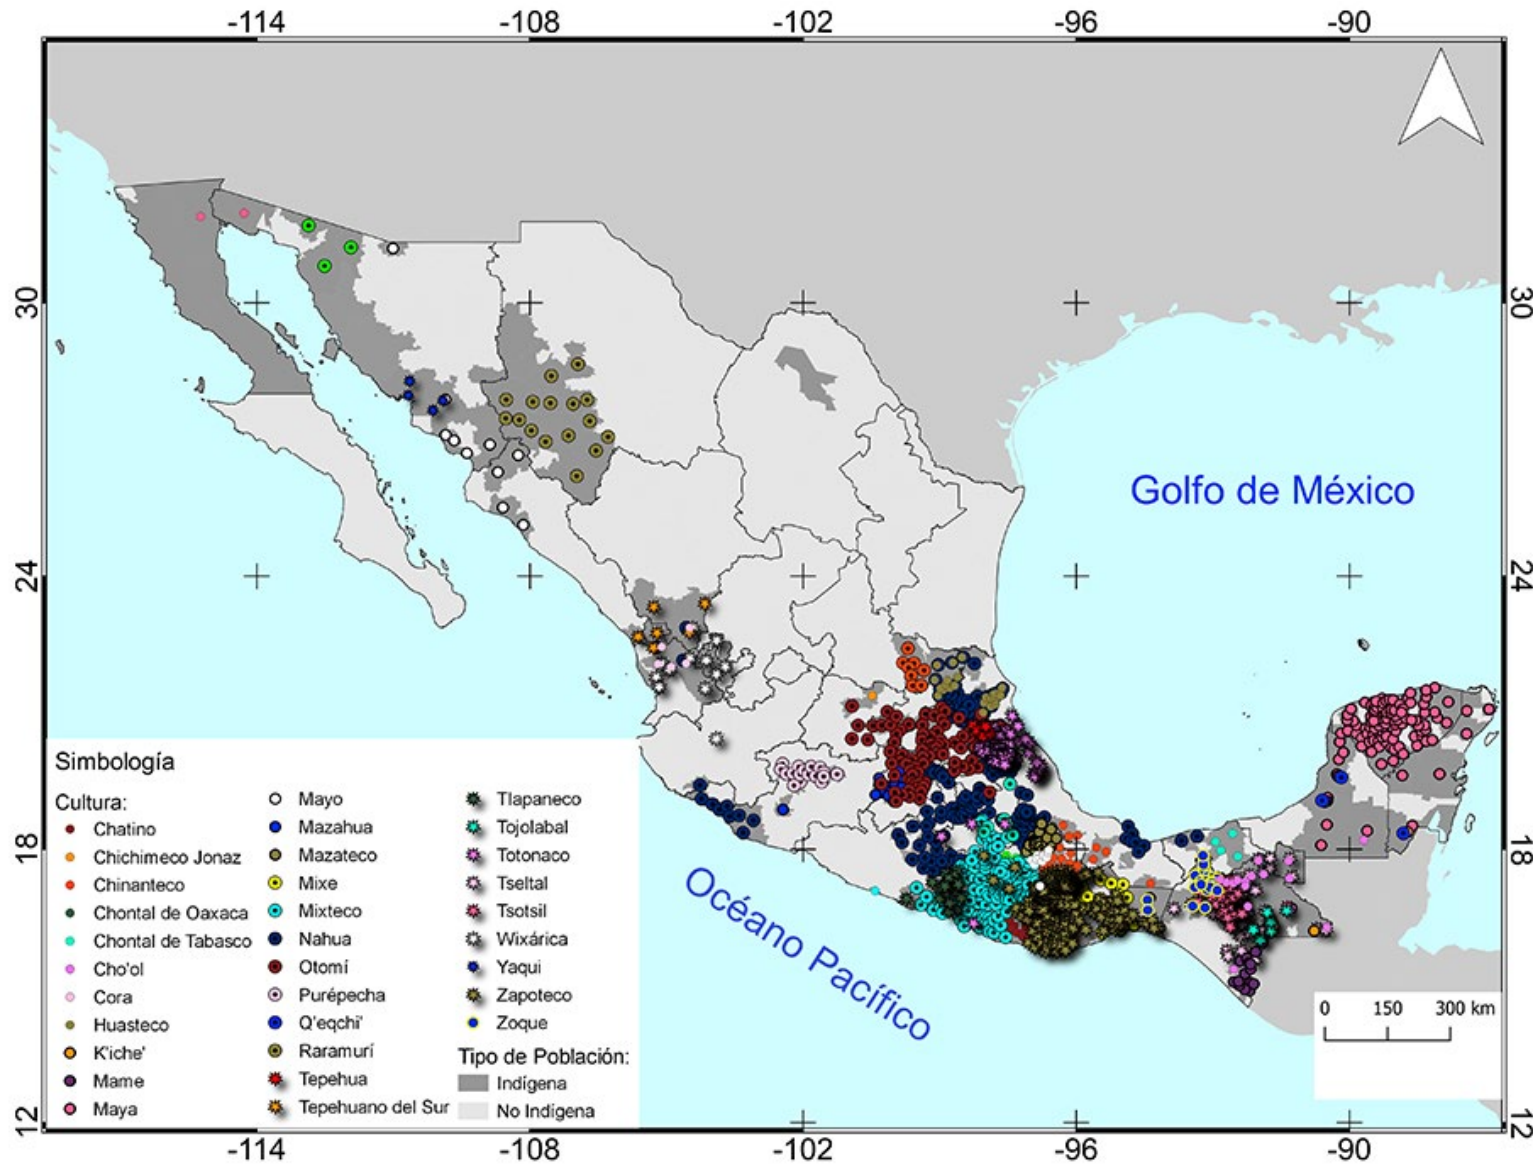 -114 -108 -102 -96 -90
30 30
Golfo de México
24 24
Simbología
Cultura:
Chatino
Chichimeco Jonaz
Chinanteco
Chontal de Oaxaca
Chontal de Tabasco
Cho'ol
Cora
Huasteco
K'iche'
Mame
Maya
Mayo
Mazahua
Mazateco
Mixe
Mixteco
Nahua
Otomí
Purépecha
Q'eqchi'
Raramurí
Tepehua
Tepehuano del Sur
Tlapaneco
Tojolabal
Totonaco
Tseltal
Tsotsil
Wixárica
Yaqui
Zapoteco
Zoque
Tipo de Población:
Indígena
No Indígena
18 18
Océano Pacífico
0 150 300 km
12 12
-114 -108 -102 -96 -90